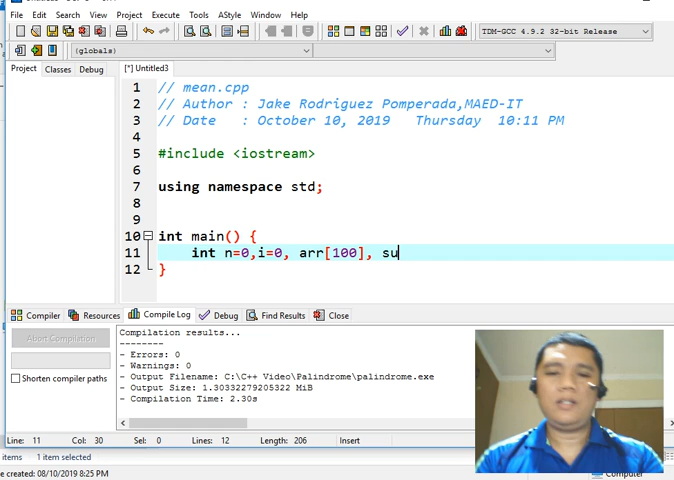 File Edit Search View Project Execute Tools AStyle Window Help
TDM-GCC 4.9.2 32-bit Release
(globals)
Project Classes Debug
[*] Untitled3
1 // mean.cpp
2 // Author : Jake Rodriguez Pomperada,MAED-IT
3 // Date : October 10, 2019 Thursday 10:11 PM
4
5 #include <iostream>
6
7 using namespace std;
8
9
10 int main() {
11 int n=0,i=0, arr[100], su
12 }
Compiler Resources Compile Log Debug Find Results Close
Abort Compilation
Shorten compiler paths
Compilation results...
--------
- Errors: 0
- Warnings: 0
- Output Filename: C:\C++ Video\Palindrome\palindrome.exe
- Output Size: 1.30332279205322 MiB
- Compilation Time: 2.30s
Line: 11 Col: 30 Sel: 0 Lines: 12 Length: 206 Insert
items 1 item selected
e created: 08/10/2019 8:25 PM
Computer